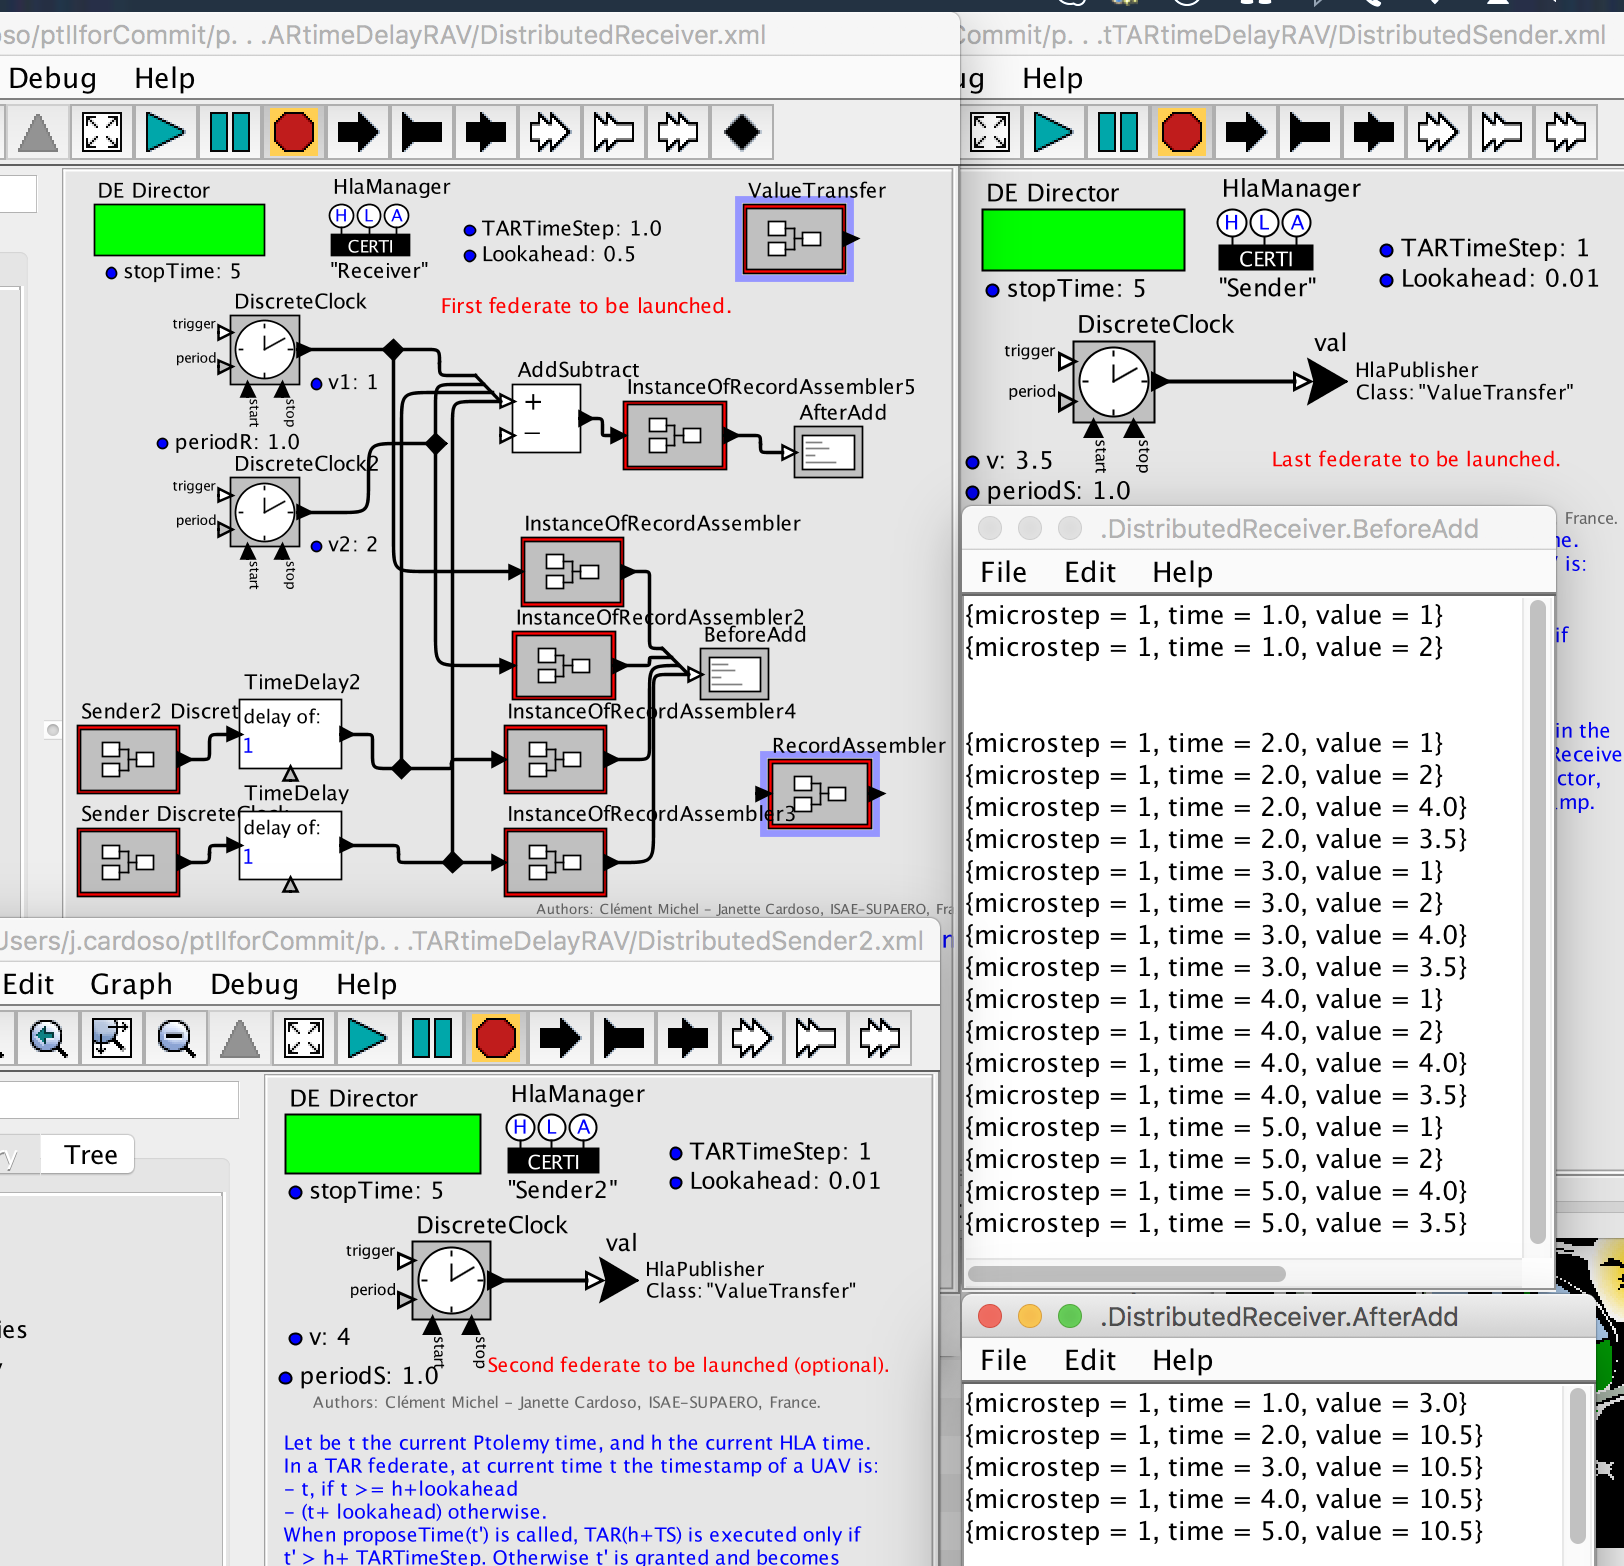 so/ptIIforCommit/p. . .ARtimeDelayRAV/DistributedReceiver.xml
Debug Help
DE Director
stopTime: 5
HlaManager
H L A
CERTI
"Receiver"
TARTimeStep: 1.0
Lookahead: 0.5
ValueTransfer
First federate to be launched.
DiscreteClock
trigger
period
start
stop
v1: 1
periodR: 1.0
DiscreteClock2
trigger
period
start
stop
v2: 2
AddSubtract
+
−
InstanceOfRecordAssembler5
AfterAdd
InstanceOfRecordAssembler
InstanceOfRecordAssembler2
BeforeAdd
TimeDelay2
delay of:
1
Sender2 Discret
InstanceOfRecordAssembler4
RecordAssembler
TimeDelay
delay of:
1
Sender Discrete
InstanceOfRecordAssembler3
Authors: Clément Michel – Janette Cardoso, ISAE-SUPAERO, Fra
Commit/p. . .tTARtimeDelayRAV/DistributedSender.xml
ug Help
DE Director
stopTime: 5
HlaManager
H L A
CERTI
"Sender"
TARTimeStep: 1
Lookahead: 0.01
DiscreteClock
trigger
period
start
stop
val
HlaPublisher
Class: "ValueTransfer"
v: 3.5
periodS: 1.0
Last federate to be launched.
France.
ne.
is:
if
in the
Receive
ctor,
mp.
.DistributedReceiver.BeforeAdd
File Edit Help
{microstep = 1, time = 1.0, value = 1}
{microstep = 1, time = 1.0, value = 2}
{microstep = 1, time = 2.0, value = 1}
{microstep = 1, time = 2.0, value = 2}
{microstep = 1, time = 2.0, value = 4.0}
{microstep = 1, time = 2.0, value = 3.5}
{microstep = 1, time = 3.0, value = 1}
{microstep = 1, time = 3.0, value = 2}
{microstep = 1, time = 3.0, value = 4.0}
{microstep = 1, time = 3.0, value = 3.5}
{microstep = 1, time = 4.0, value = 1}
{microstep = 1, time = 4.0, value = 2}
{microstep = 1, time = 4.0, value = 4.0}
{microstep = 1, time = 4.0, value = 3.5}
{microstep = 1, time = 5.0, value = 1}
{microstep = 1, time = 5.0, value = 2}
{microstep = 1, time = 5.0, value = 4.0}
{microstep = 1, time = 5.0, value = 3.5}
Users/j.cardoso/ptIIforCommit/p. . .TARtimeDelayRAV/DistributedSender2.xml
Edit Graph Debug Help
ry
Tree
ies
DE Director
stopTime: 5
HlaManager
H L A
CERTI
"Sender2"
TARTimeStep: 1
Lookahead: 0.01
DiscreteClock
trigger
period
start
stop
val
HlaPublisher
Class: "ValueTransfer"
v: 4
periodS: 1.0
Second federate to be launched (optional).
Authors: Clément Michel – Janette Cardoso, ISAE-SUPAERO, France.
Let be t the current Ptolemy time, and h the current HLA time.
In a TAR federate, at current time t the timestamp of a UAV is:
– t, if t >= h+lookahead
– (t+ lookahead) otherwise.
When proposeTime(t') is called, TAR(h+TS) is executed only if
t' > h+ TARTimeStep. Otherwise t' is granted and becomes
.DistributedReceiver.AfterAdd
File Edit Help
{microstep = 1, time = 1.0, value = 3.0}
{microstep = 1, time = 2.0, value = 10.5}
{microstep = 1, time = 3.0, value = 10.5}
{microstep = 1, time = 4.0, value = 10.5}
{microstep = 1, time = 5.0, value = 10.5}